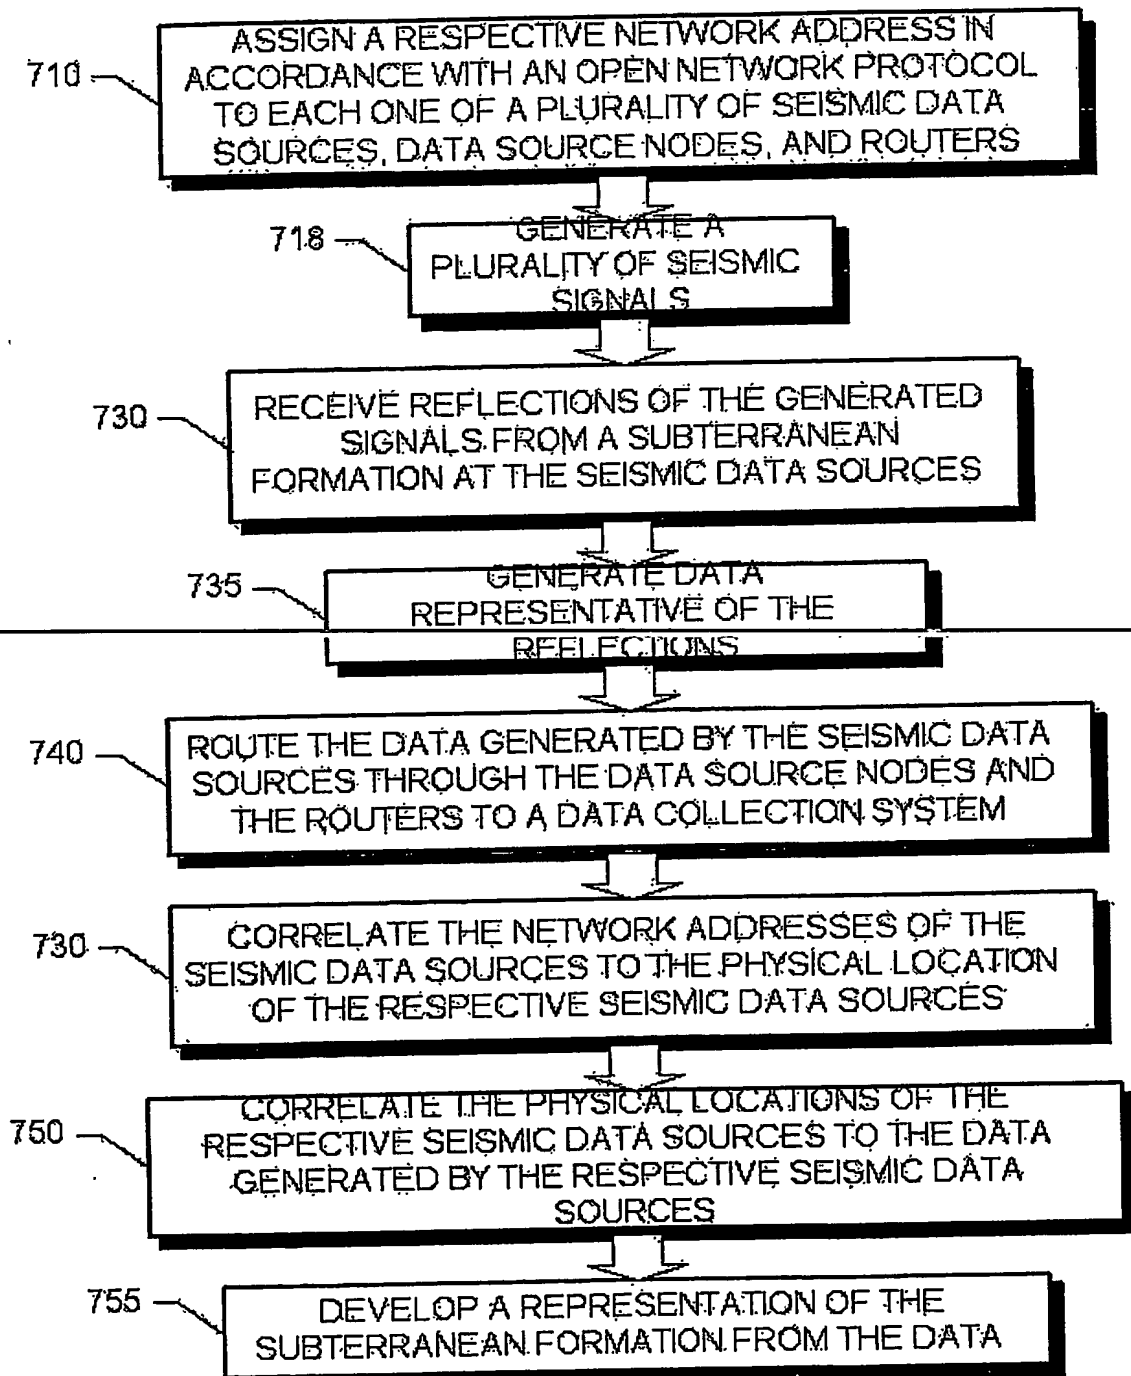 710
ASSIGN A RESPECTIVE NETWORK ADDRESS IN
ACCORDANCE WITH AN OPEN NETWORK PROTOCOL
TO EACH ONE OF A PLURALITY OF SEISMIC DATA
SOURCES, DATA SOURCE NODES, AND ROUTERS
718
GENERATE A
PLURALITY OF SEISMIC
SIGNALS
730
RECEIVE REFLECTIONS OF THE GENERATED
SIGNALS FROM A SUBTERRANEAN
FORMATION AT THE SEISMIC DATA SOURCES
735
GENERATE DATA
REPRESENTATIVE OF THE
REFLECTIONS
740
ROUTE THE DATA GENERATED BY THE SEISMIC DATA
SOURCES THROUGH THE DATA SOURCE NODES AND
THE ROUTERS TO A DATA COLLECTION SYSTEM
730
CORRELATE THE NETWORK ADDRESSES OF THE
SEISMIC DATA SOURCES TO THE PHYSICAL LOCATION
OF THE RESPECTIVE SEISMIC DATA SOURCES
750
CORRELATE THE PHYSICAL LOCATIONS OF THE
RESPECTIVE SEISMIC DATA SOURCES TO THE DATA
GENERATED BY THE RESPECTIVE SEISMIC DATA
SOURCES
755
DEVELOP A REPRESENTATION OF THE
SUBTERRANEAN FORMATION FROM THE DATA